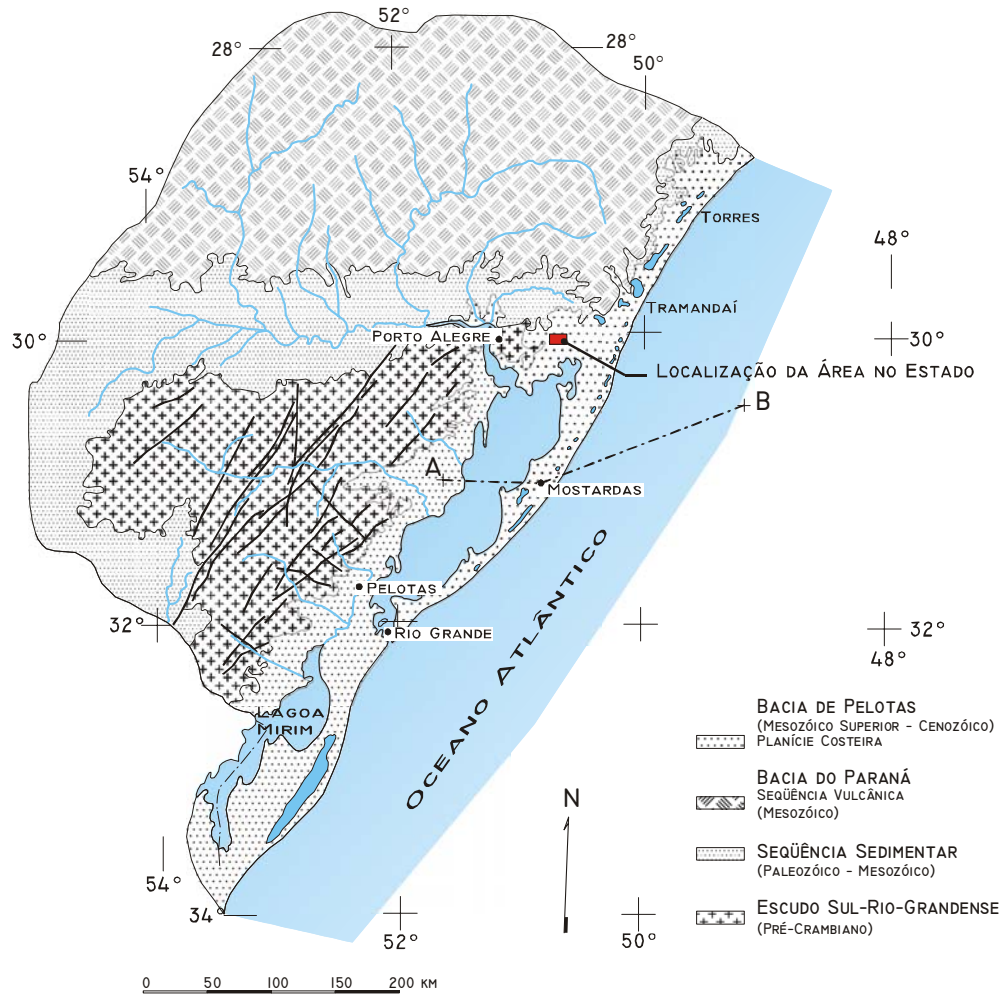 52°
28°
28°
50°
54°
Torres
48°
Tramandaí
30°
Porto Alegre
30°
Localização da Área no Estado
B
A
Mostardas
Oceano Atlântico
Pelotas
32°
Rio Grande
32°
48°
Lagoa
Mirim
Bacia de Pelotas
(Mesozóico Superior - Cenozóico)
Planície Costeira
Bacia do Paraná
Seqüência Vulcânica
(Mesozóico)
N
Seqüência Sedimentar
(Paleozóico - Mesozóico)
54°
34°
Escudo Sul-Rio-Grandense
(Pré-Crambiano)
52°
50°
0 50 100 150 200 km